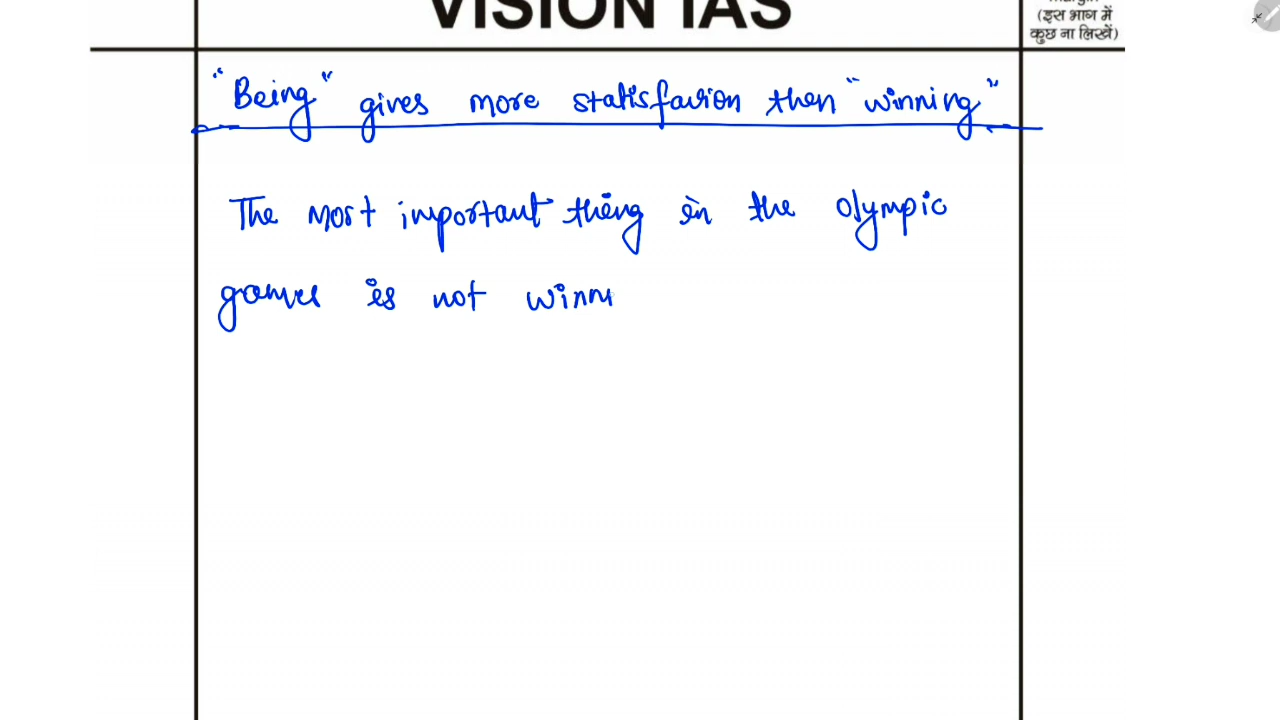 VISION IAS
(इस भाग में
कुछ ना लिखें)
"Being" gives more statisfaction then "winning"
The most important thing in the olympic
games is not winn